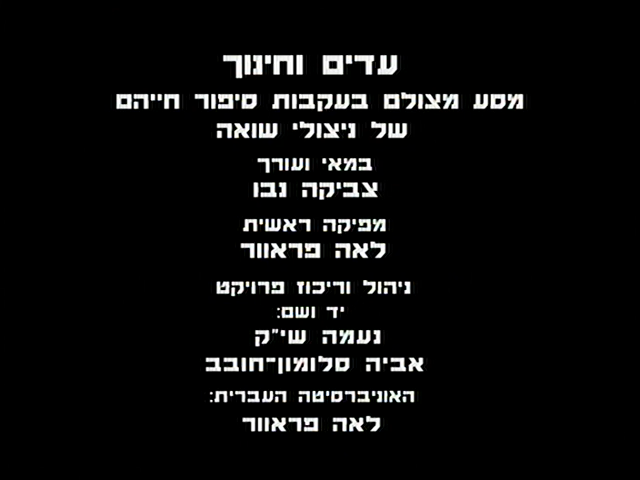 עדים וחינוך
מסע מצולם בעקבות סיפור חייהם
של ניצולי שואה
במאי ועורך
צביקה נבו
מפיקה ראשית
לאה פראוור
ניהול וריכוז פרויקט
יד ושם:
נעמה שי"ק
אביה סלומון-חובב
האוניברסיטה העברית:
לאה פראוור